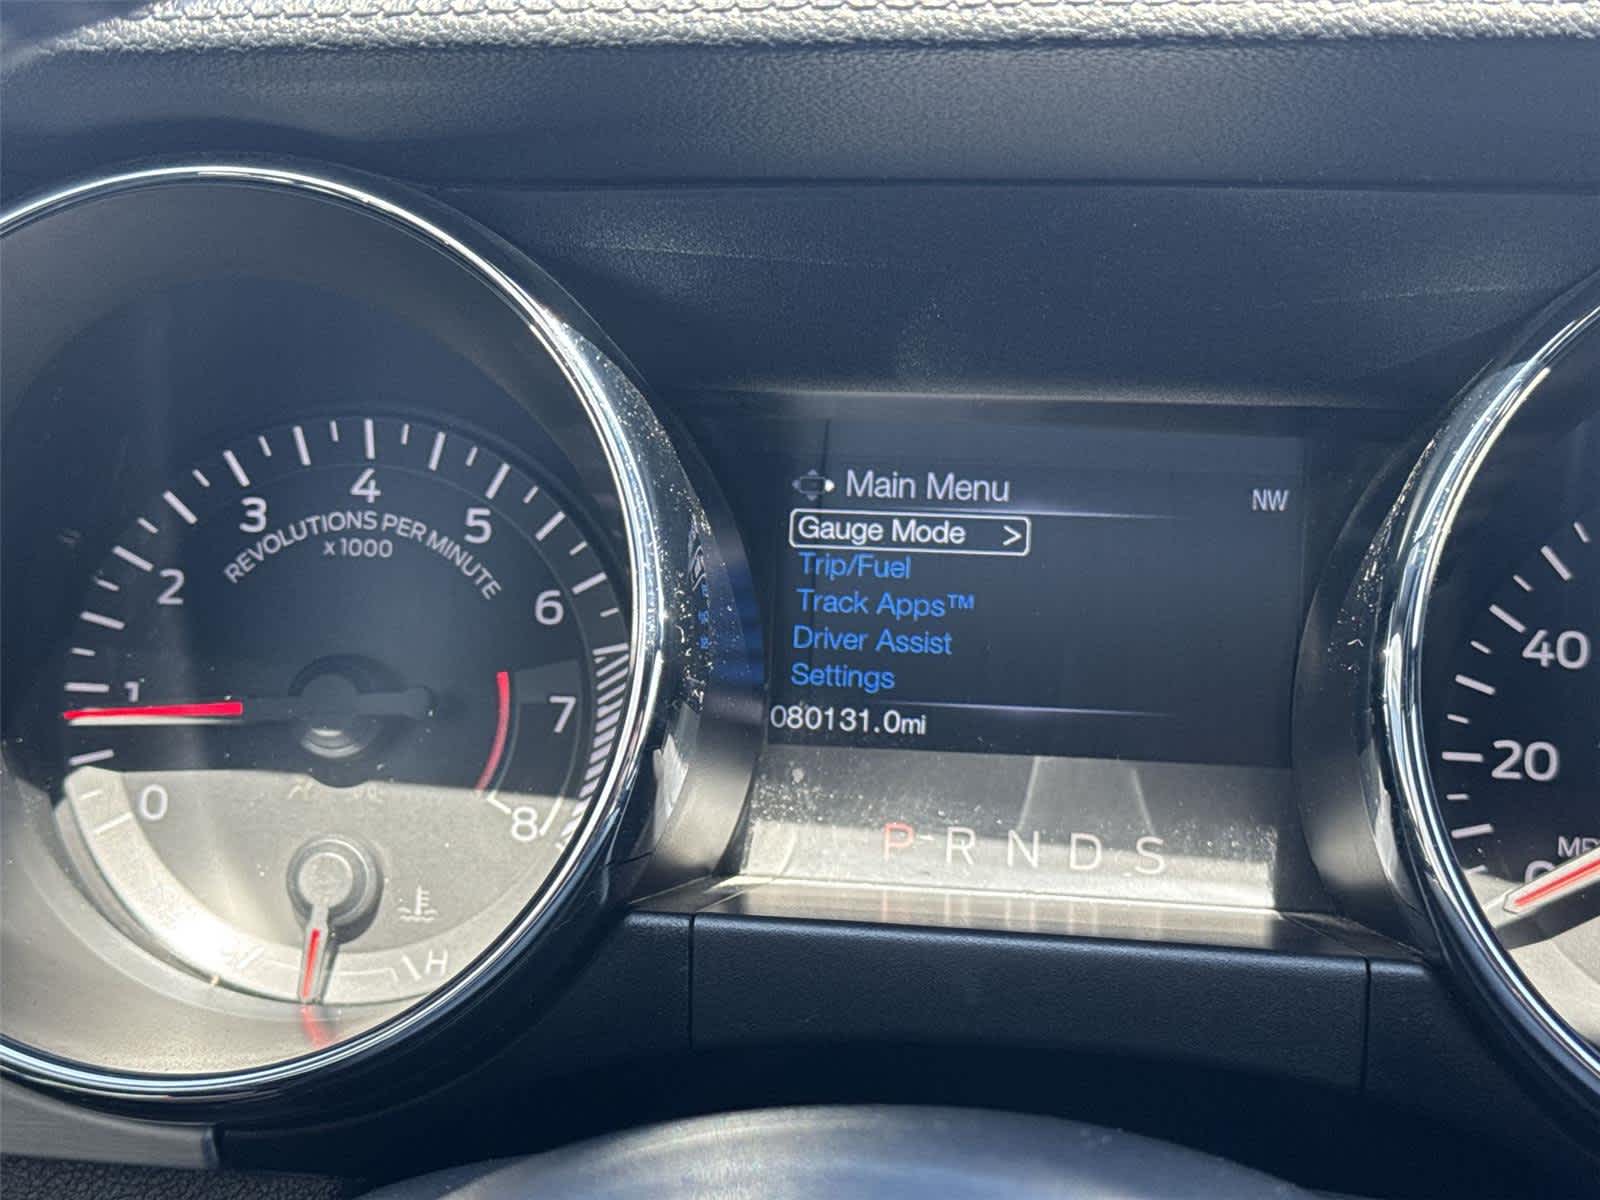 Main Menu
NW
Gauge Mode >
Trip/Fuel
Track Apps™
Driver Assist
Settings
080131.0mi
P R N D S
0
1
2
3
4
5
6
7
8
REVOLUTIONS PER MINUTE
x1000
H
40
20
0